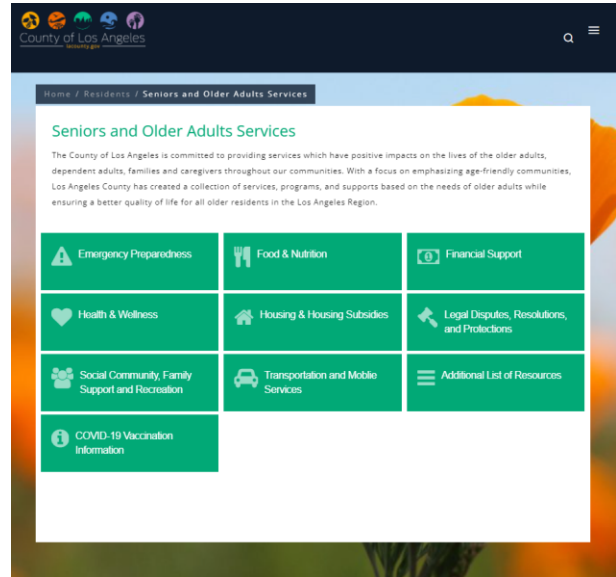 County of Los Angeles
lacounty.gov
Home / Residents / Seniors and Older Adults Services
Seniors and Older Adults Services
The County of Los Angeles is committed to providing services which have positive impacts on the lives of the older adults,
dependent adults, families and caregivers throughout our communities. With a focus on emphasizing age-friendly communities,
Los Angeles County has created a collection of services, programs, and supports based on the needs of older adults while
ensuring a better quality of life for all older residents in the Los Angeles Region.
Emergency Preparedness
Food & Nutrition
Financial Support
Health & Wellness
Housing & Housing Subsidies
Legal Disputes, Resolutions,
and Protections
Social Community, Family
Support and Recreation
Transportation and Moblie
Services
Additional List of Resources
COVID-19 Vaccination
Information